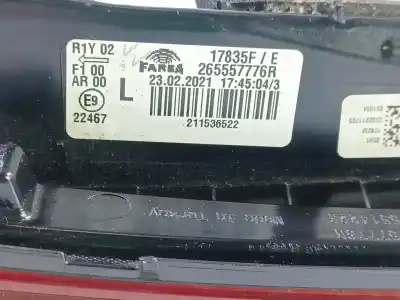 R1Y 02
F1 00
AR 00
E9
22467
FARBA
L
17835F / E
265557776R
23.02.2021 17:45:04/3
211536522
Made In Turkey